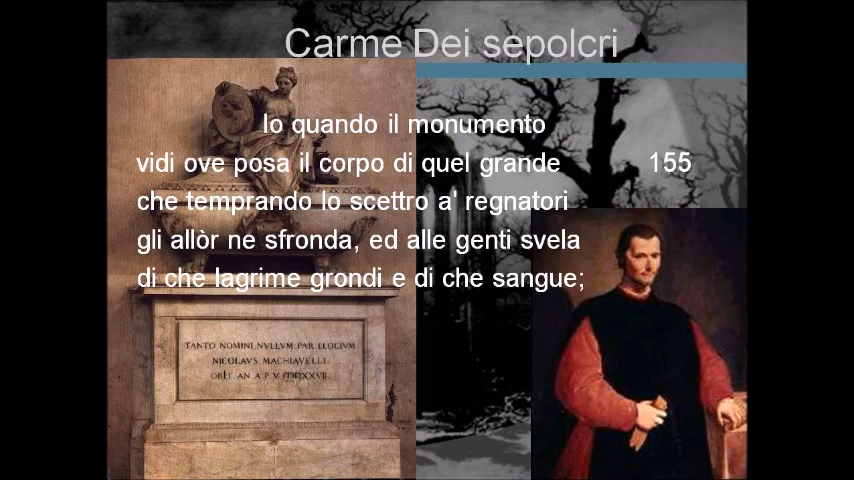 Carme Dei sepolcri
Io quando il monumento
vidi ove posa il corpo di quel grande 155
che temprando lo scettro a' regnatori
gli allòr ne sfronda, ed alle genti svela
di che lagrime grondi e di che sangue;
TANTO NOMINI NVLLVM PAR ELOGIVM
NICOLAVS MACHIAVELLI
OBIT AN. A. P. V.